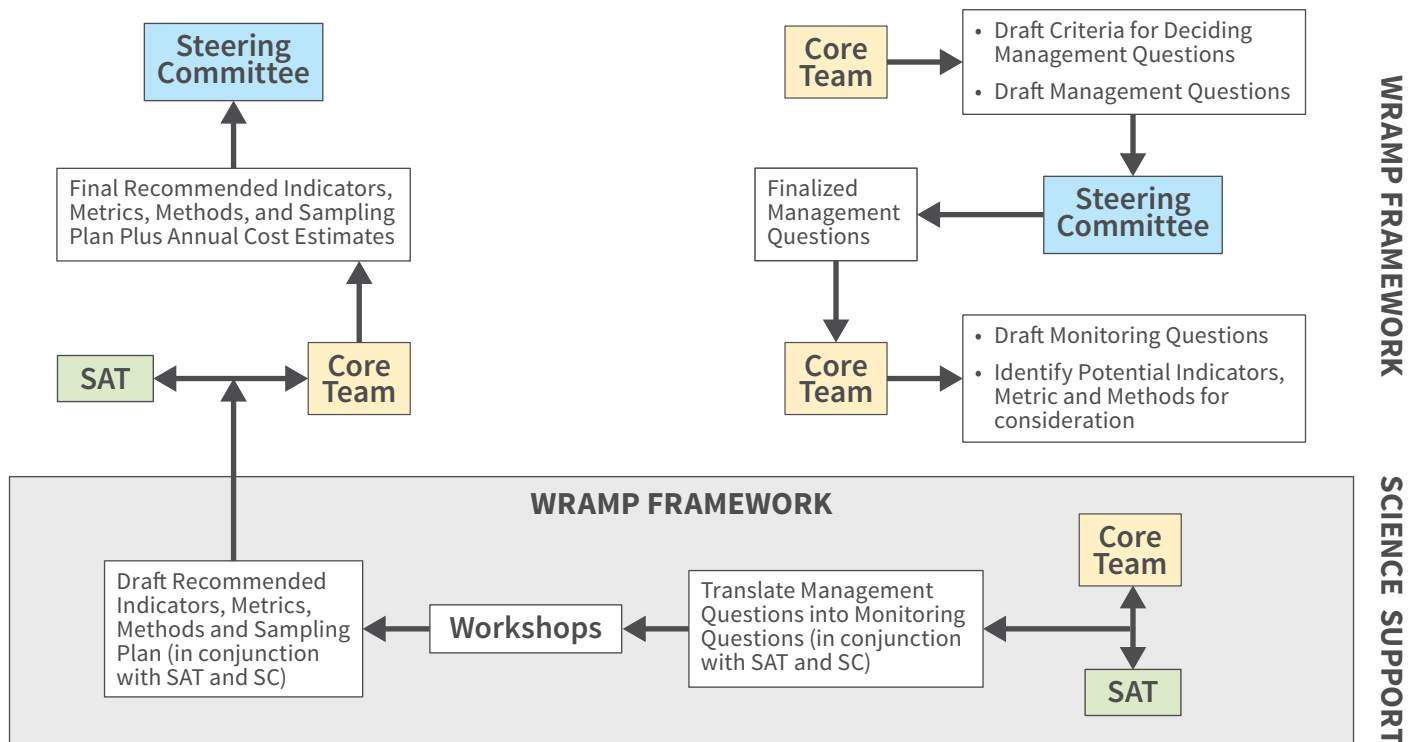 Steering
Committee
Final Recommended Indicators,
Metrics, Methods, and Sampling
Plan Plus Annual Cost Estimates
SAT
Core
Team
Core
Team
• Draft Criteria for Deciding
Management Questions
• Draft Management Questions
Steering
Committee
Finalized
Management
Questions
Core
Team
• Draft Monitoring Questions
• Identify Potential Indicators,
Metric and Methods for
consideration
WRAMP FRAMEWORK
WRAMP FRAMEWORK
Core
Team
SAT
Translate Management
Questions into Monitoring
Questions (in conjunction
with SAT and SC)
Workshops
Draft Recommended
Indicators, Metrics,
Methods and Sampling
Plan (in conjunction
with SAT and SC)
SCIENCE SUPPORT